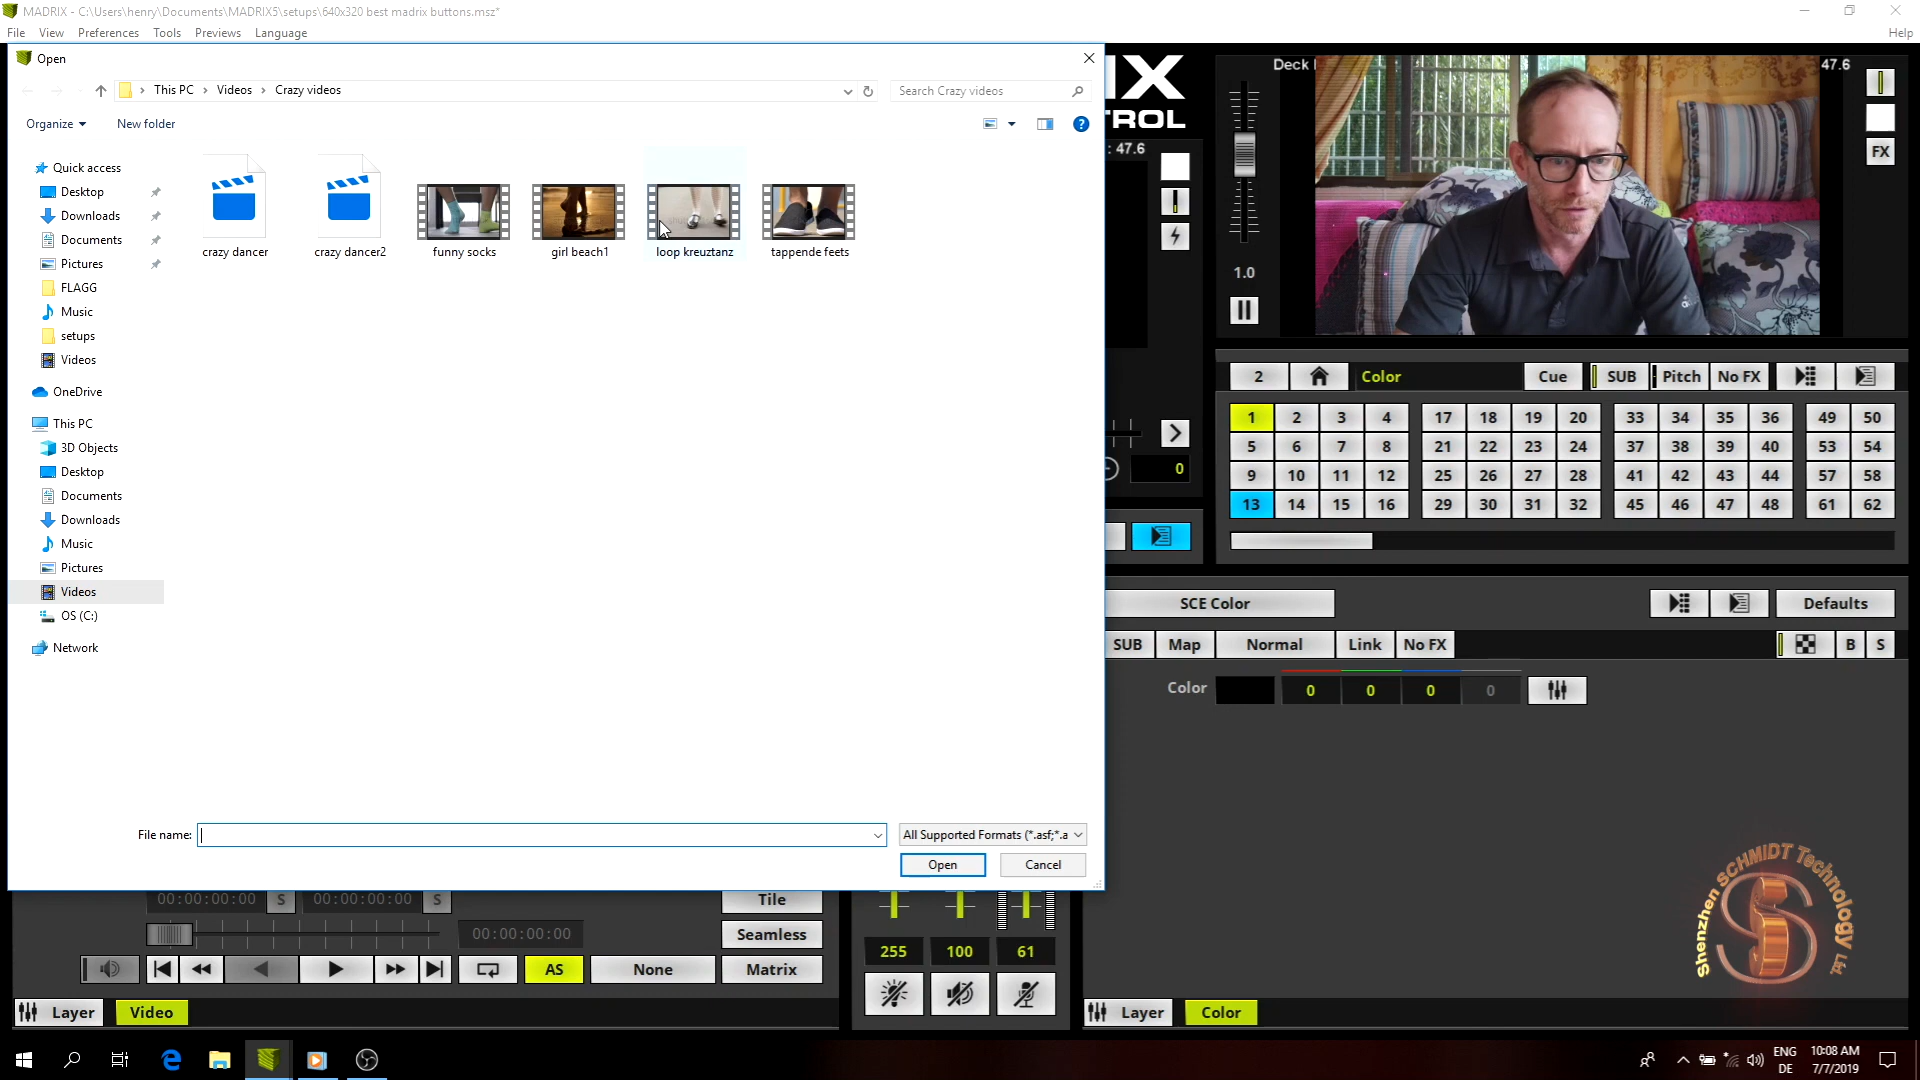 MADRIX - C:\Users\henry\Documents\MADRIX5\setups\640x320 best madrix buttons.msz*
File View Preferences Tools Previews Language Help
Open
This PC > Videos > Crazy videos
Search Crazy videos
Organize New folder
Quick access
Desktop
Downloads
Documents
Pictures
FLAGG
Music
setups
Videos
OneDrive
This PC
3D Objects
Desktop
Documents
Downloads
Music
Pictures
Videos
OS (C:)
Network
crazy dancer
crazy dancer2
funny socks
girl beach1
loop kreuztanz
tappende feets
File name:
All Supported Formats (*.asf;*.a
Open Cancel
IX
TROL
: 47.6
Deck
47.6
FX
1.0
0
2 Color Cue SUB Pitch No FX
1 2 3 4 17 18 19 20 33 34 35 36 49 50
5 6 7 8 21 22 23 24 37 38 39 40 53 54
9 10 11 12 25 26 27 28 41 42 43 44 57 58
13 14 15 16 29 30 31 32 45 46 47 48 61 62
SCE Color Defaults
SUB Map Normal Link No FX B S
Color 0 0 0 0
00:00:00:00 S 00:00:00:00 S Tile
00:00:00:00 Seamless
AS None Matrix
255 100 61
Layer Video
Layer Color
Shenzhen SCHMIDT Technology Ltd.
S
ENG
DE
10:08 AM
7/7/2019